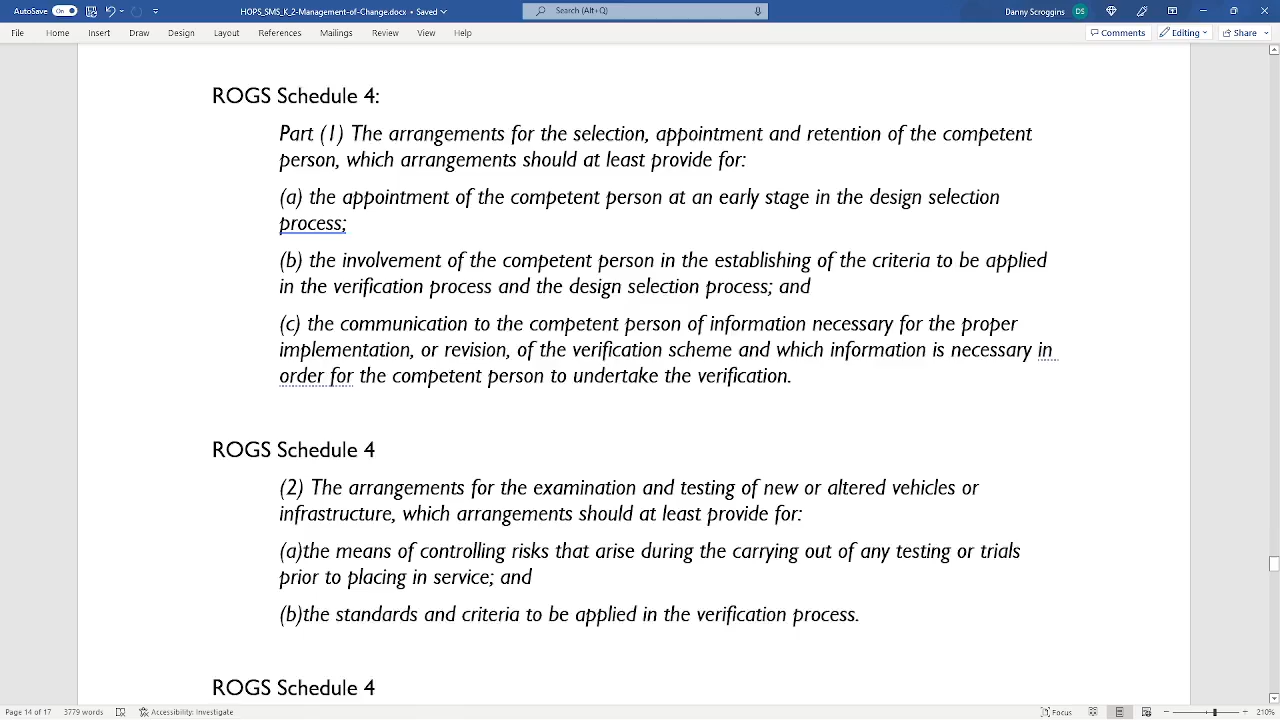 AutoSave On HOPS_SMS_K_2-Management-of-Change.docx • Saved Search (Alt+Q) Danny Scroggins DS
File Home Insert Draw Design Layout References Mailings Review View Help Comments Editing Share
ROGS Schedule 4:
Part (1) The arrangements for the selection, appointment and retention of the competent
person, which arrangements should at least provide for:
(a) the appointment of the competent person at an early stage in the design selection
process;
(b) the involvement of the competent person in the establishing of the criteria to be applied
in the verification process and the design selection process; and
(c) the communication to the competent person of information necessary for the proper
implementation, or revision, of the verification scheme and which information is necessary in
order for the competent person to undertake the verification.
ROGS Schedule 4
(2) The arrangements for the examination and testing of new or altered vehicles or
infrastructure, which arrangements should at least provide for:
(a)the means of controlling risks that arise during the carrying out of any testing or trials
prior to placing in service; and
(b)the standards and criteria to be applied in the verification process.
ROGS Schedule 4
Page 14 of 17 3779 words Accessibility: Investigate Focus 210%